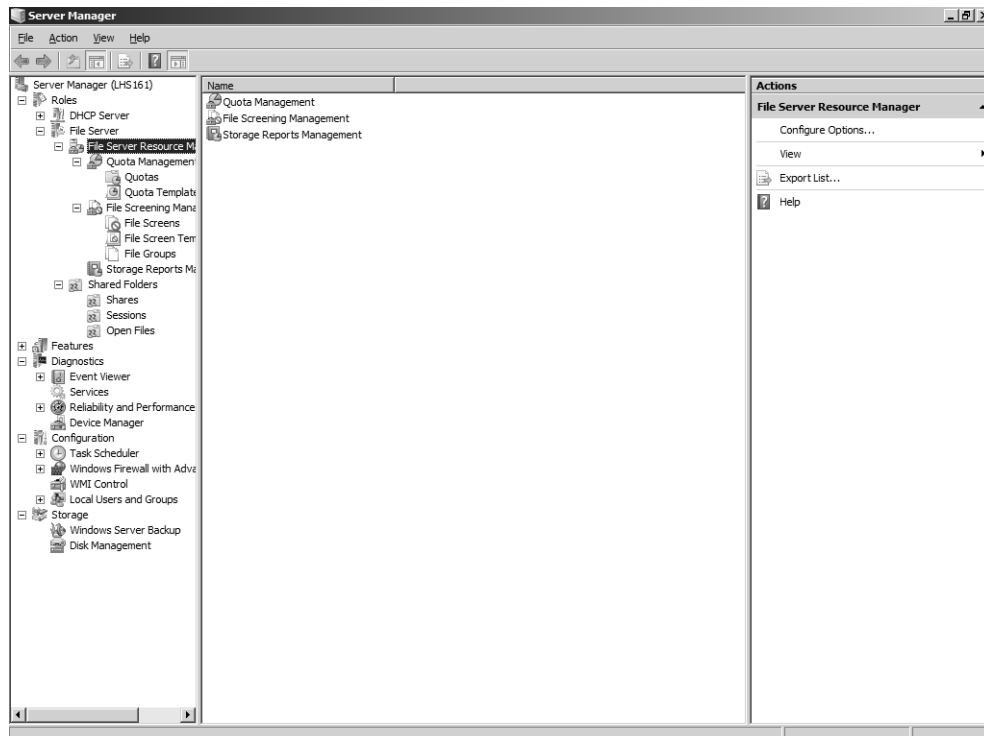 Server Manager
File Action View Help
Server Manager (LHS161)
Roles
DHCP Server
File Server
File Server Resource M
Quota Management
Quotas
Quota Template
File Screening Mana
File Screens
File Screen Tem
File Groups
Storage Reports Ma
Shared Folders
Shares
Sessions
Open Files
Features
Diagnostics
Event Viewer
Services
Reliability and Performance
Device Manager
Configuration
Task Scheduler
Windows Firewall with Adva
WMI Control
Local Users and Groups
Storage
Windows Server Backup
Disk Management
Name
Quota Management
File Screening Management
Storage Reports Management
Actions
File Server Resource Manager
Configure Options...
View
Export List...
Help